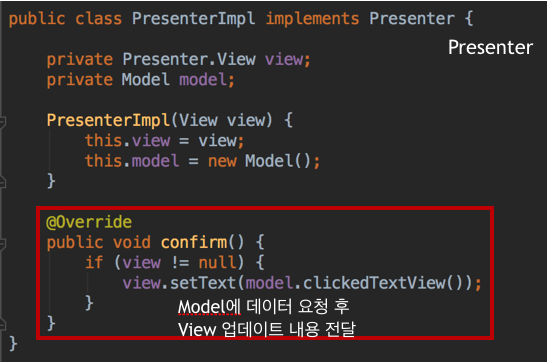 public class PresenterImpl implements Presenter {
Presenter
private Presenter.View view;
private Model model;
PresenterImpl(View view) {
this.view = view;
this.model = new Model();
}
@Override
public void confirm() {
if (view != null) {
view.setText(model.clickedTextView());
}
Model에 데이터 요청 후
}
View 업데이트 내용 전달
}